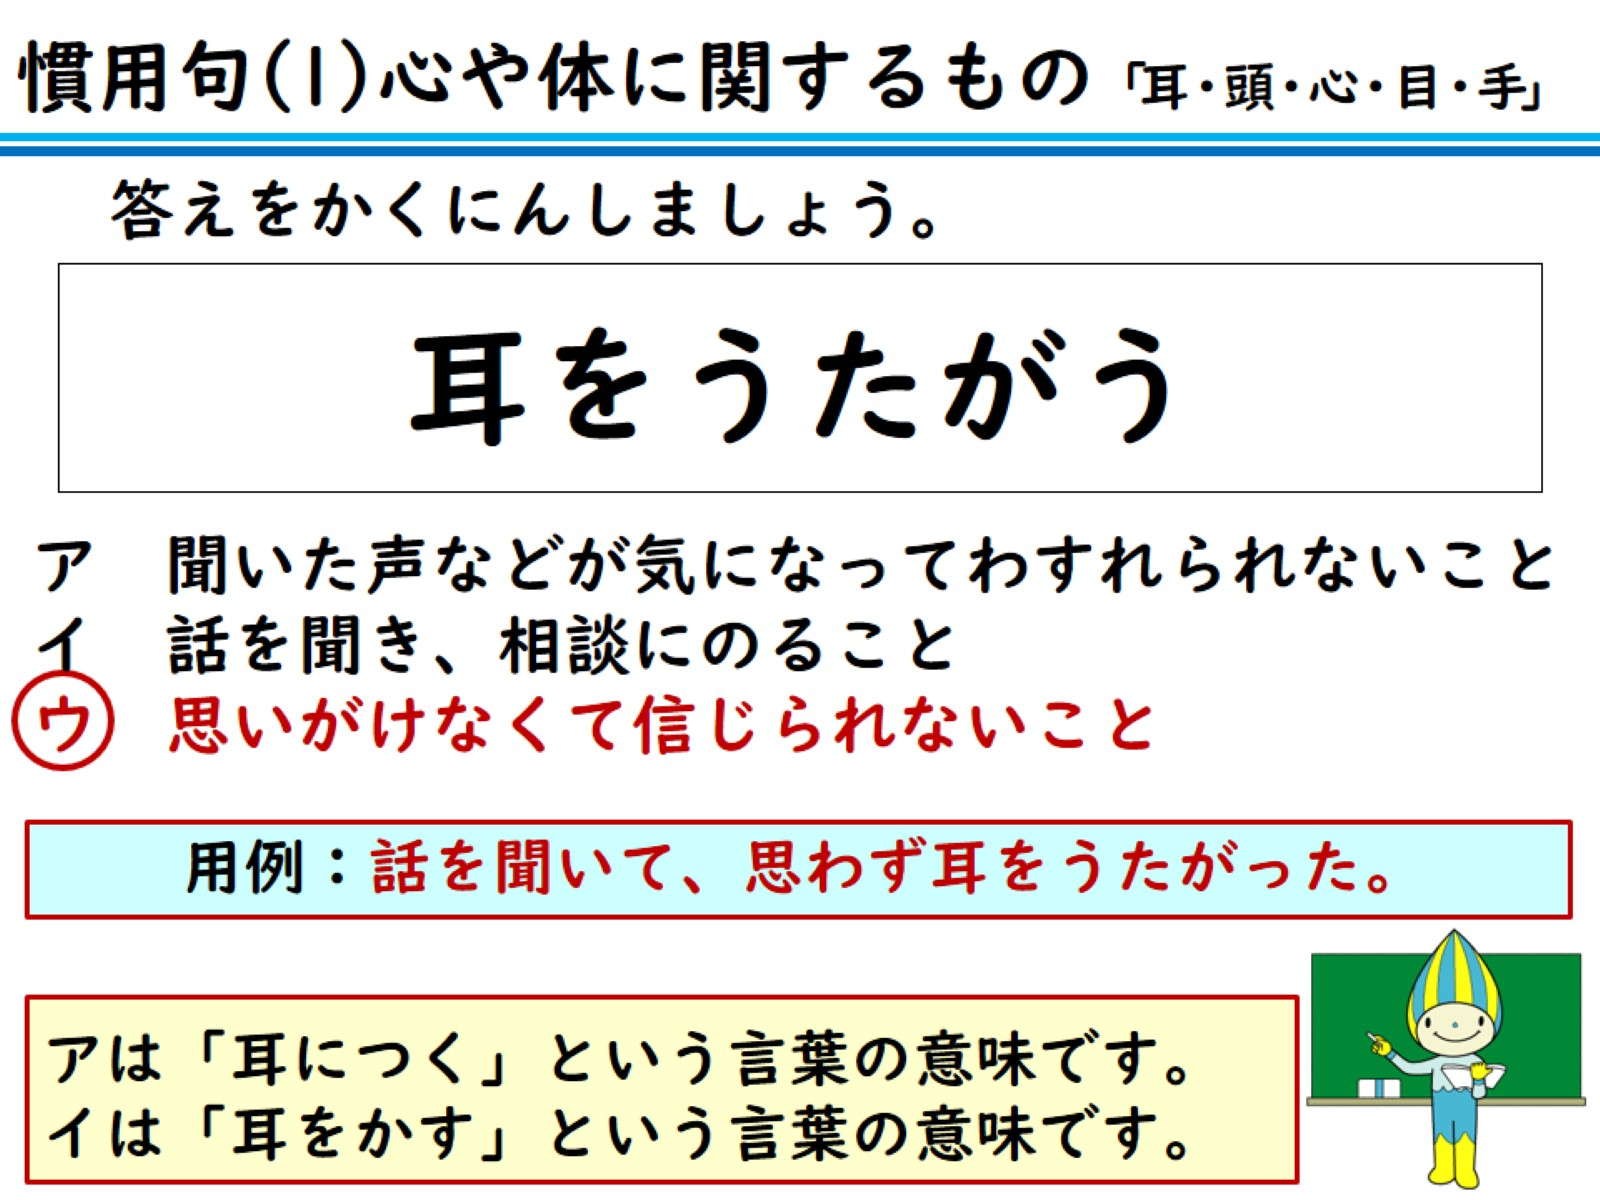 慣用句(1)心や体に関するもの「耳・頭・心・目・手」
答えをかくにんしましょう。
耳をうたがう
ア　聞いた声などが気になってわすれられないこと
イ　話を聞き、相談にのること
ウ　思いがけなくて信じられないこと
用例：話を聞いて、思わず耳をうたがった。
アは「耳につく」という言葉の意味です。
イは「耳をかす」という言葉の意味です。